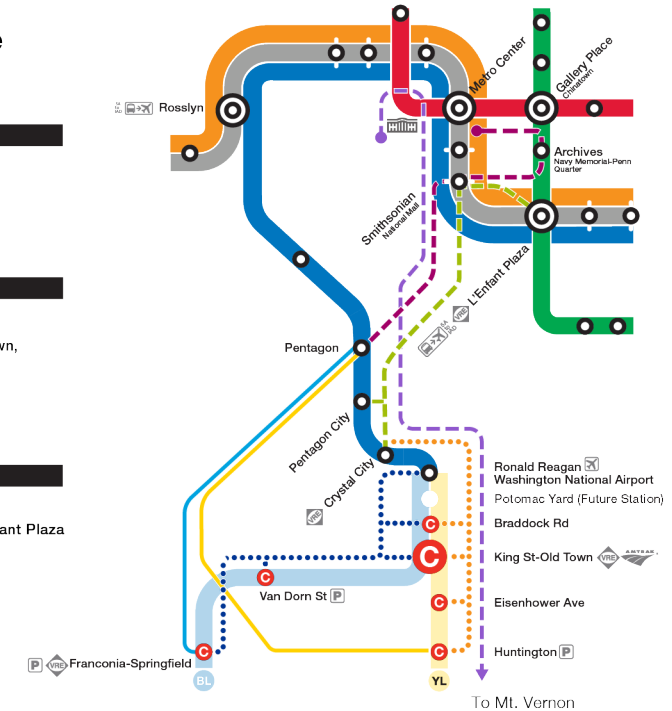 e
wn,
ant Plaza
Metro Center
Gallery Place
Chinatown
Rosslyn
Archives
Navy Memorial-Penn
Quarter
Smithsonian
National Mall
L'Enfant Plaza
VRE
Pentagon
Pentagon City
Crystal City
VRE
Ronald Reagan
Washington National Airport
Potomac Yard (Future Station)
C Braddock Rd
C King St-Old Town VRE AMTRAK
C
Van Dorn St P
C Eisenhower Ave
P VRE Franconia-Springfield C
C Huntington P
BL
YL
To Mt. Vernon